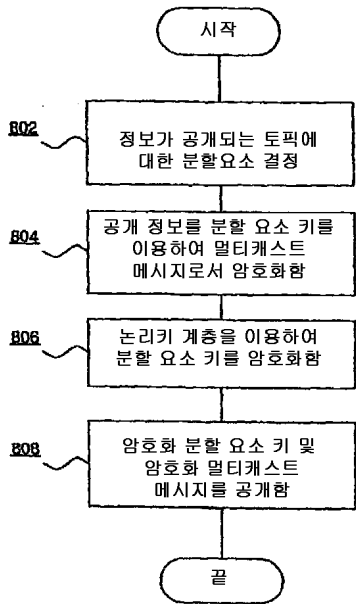 시작
802
정보가 공개되는 토픽에
대한 분할요소 결정
804
공개 정보를 분할 요소 키를
이용하여 멀티캐스트
메시지로서 암호화함
806
논리키 계층을 이용하여
분할 요소 키를 암호화함
808
암호화 분할 요소 키 및
암호화 멀티캐스트
메시지를 공개함
끝